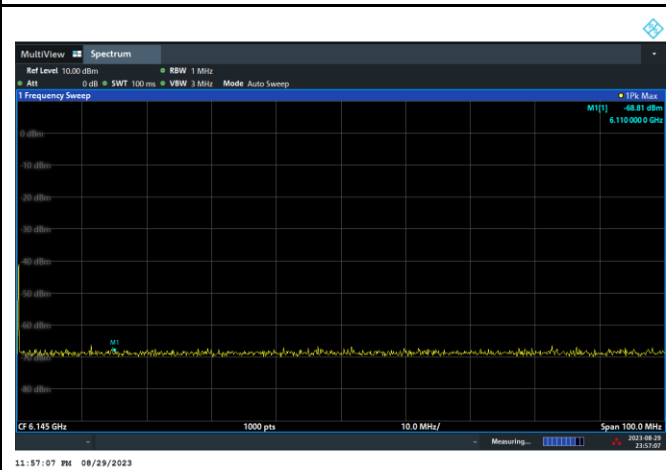 MultiView Spectrum
Ref Level 10.00 dBm RBW 1 MHz
Att 0 dB SWT 100 ms VBW 3 MHz Mode Auto Sweep
1 Frequency Sweep 1Pk Max
M1[1] -68.81 dBm
6.110 000 0 GHz
0 dBm
-10 dBm
-20 dBm
-30 dBm
-40 dBm
-50 dBm
-60 dBm
M1
-70 dBm
-80 dBm
CF 6.145 GHz 1000 pts 10.0 MHz/ Span 100.0 MHz
Measuring... 2023-08-29
23:57:07
11:57:07 PM 08/29/2023